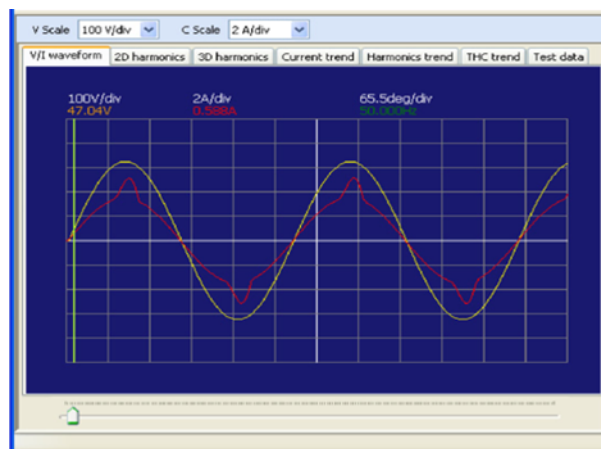 V Scale 100 V/div C Scale 2 A/div
V/I waveform 2D harmonics 3D harmonics Current trend Harmonics trend THC trend Test data
100V/div 2A/div 65.5deg/div
47.04V 0.588A 50.000Hz